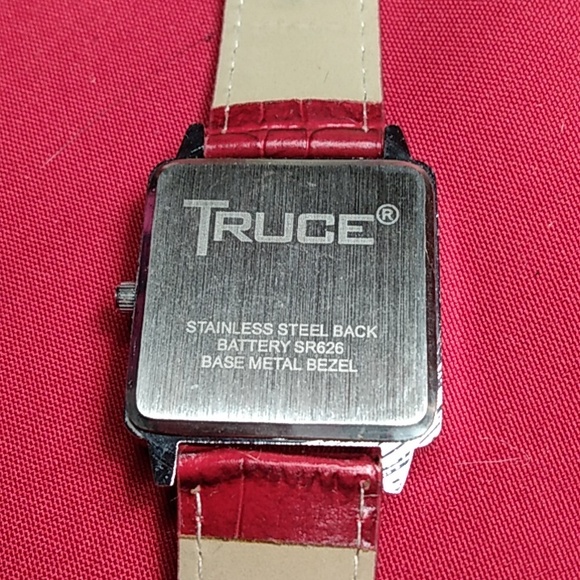 TRUCE®
STAINLESS STEEL BACK
BATTERY SR626
BASE METAL BEZEL